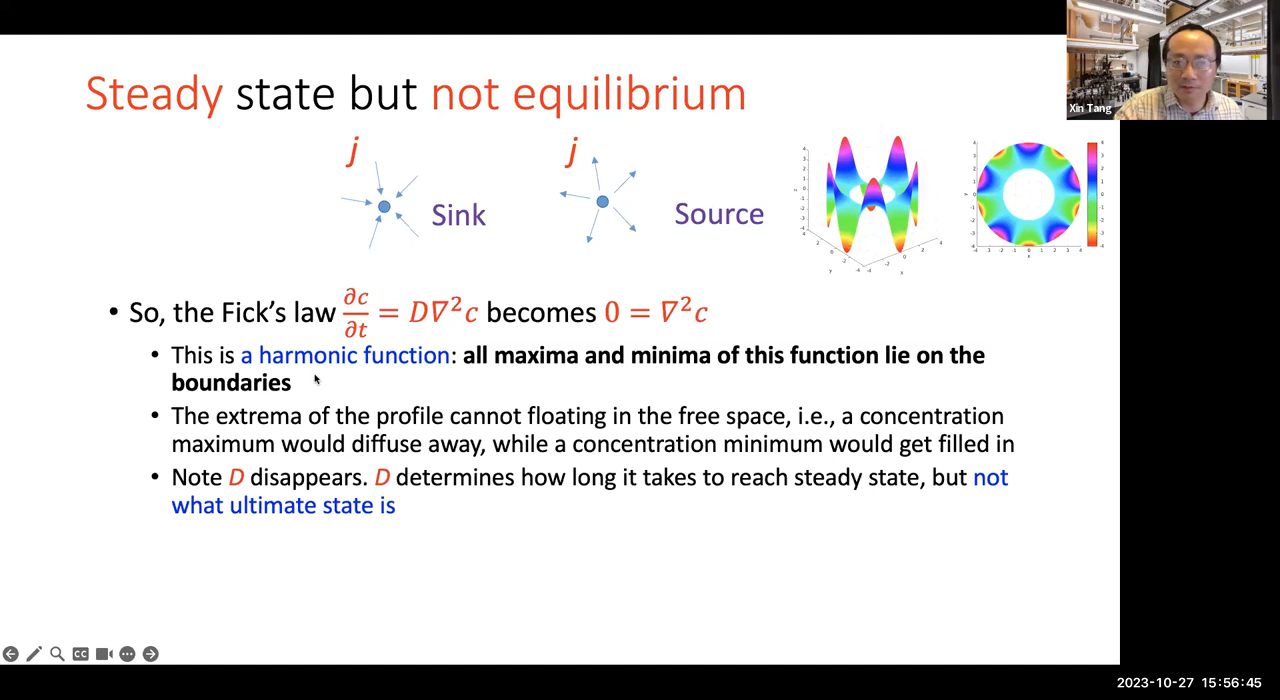 Xin Tang
Steady state but not equilibrium
j
j
Sink
Source
• So, the Fick's law ∂c/∂t = D∇²c becomes 0 = ∇²c
• This is a harmonic function: all maxima and minima of this function lie on the
boundaries
• The extrema of the profile cannot floating in the free space, i.e., a concentration
maximum would diffuse away, while a concentration minimum would get filled in
• Note D disappears. D determines how long it takes to reach steady state, but not
what ultimate state is
CC
2023-10-27 15:56:45